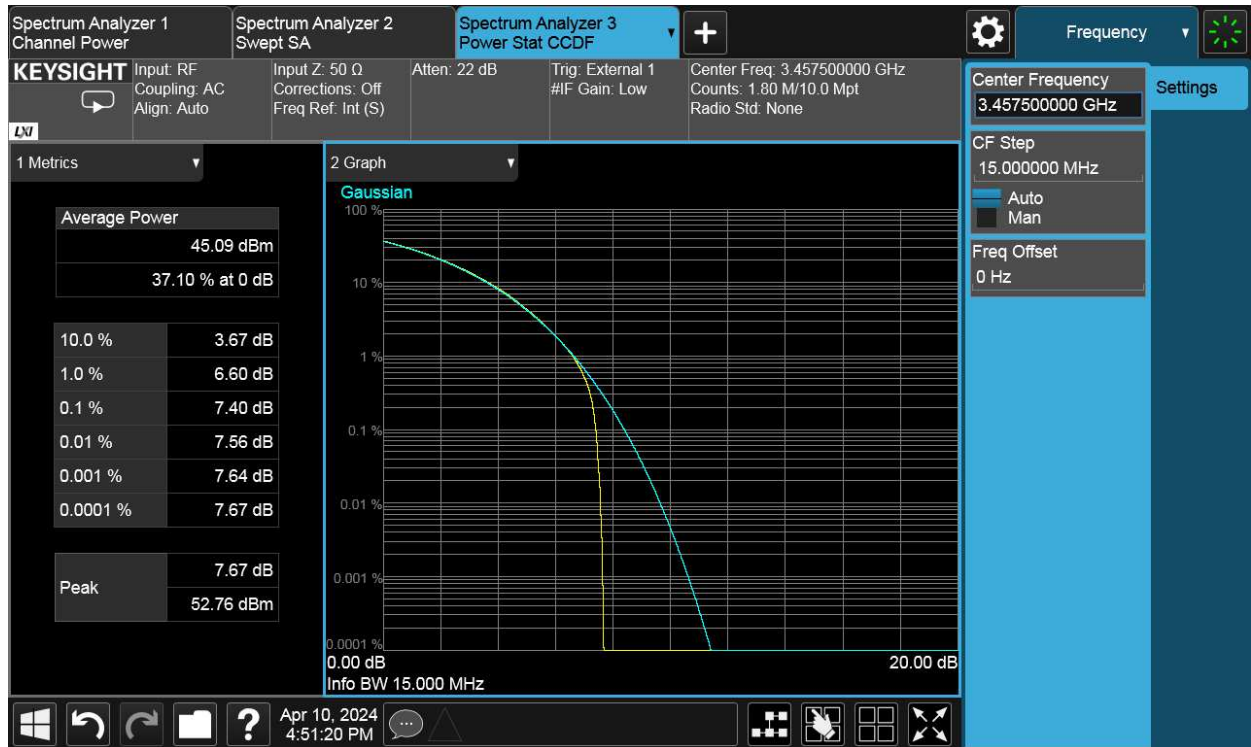 Spectrum Analyzer 1
Channel Power
Spectrum Analyzer 2
Swept SA
Spectrum Analyzer 3
Power Stat CCDF
+
Frequency
KEYSIGHT
LXI
Input: RF
Coupling: AC
Align: Auto
Input Z: 50 Ω
Corrections: Off
Freq Ref: Int (S)
Atten: 22 dB
Trig: External 1
#IF Gain: Low
Center Freq: 3.457500000 GHz
Counts: 1.80 M/10.0 Mpt
Radio Std: None
Center Frequency
3.457500000 GHz
Settings
CF Step
15.000000 MHz
Auto
Man
Freq Offset
0 Hz
1 Metrics
Average Power
45.09 dBm
37.10 % at 0 dB
10.0 % 3.67 dB
1.0 % 6.60 dB
0.1 % 7.40 dB
0.01 % 7.56 dB
0.001 % 7.64 dB
0.0001 % 7.67 dB
Peak
7.67 dB
52.76 dBm
2 Graph
Gaussian
100 %
10 %
1 %
0.1 %
0.01 %
0.001 %
0.0001 %
0.00 dB 20.00 dB
Info BW 15.000 MHz
?
Apr 10, 2024
4:51:20 PM